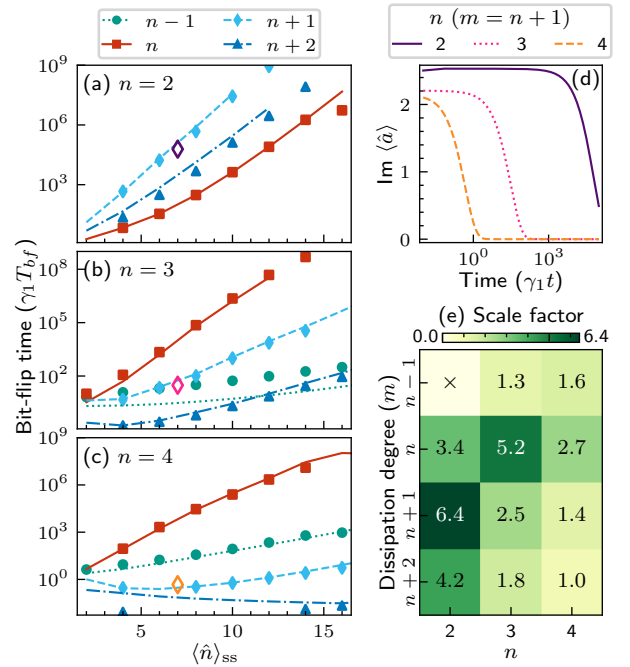 n − 1
n
n + 1
n + 2
n (m = n + 1)
2
3
4
(a) n = 2
10⁹
10⁶
10³
(b) n = 3
10⁸
10⁵
10²
(c) n = 4
10⁹
10⁹
10⁶
10³
10⁰
5
10
15
⟨n̂⟩ss
Bit-flip time (γ₁T_bf)
(d)
2
1
0
Im ⟨â⟩
10⁰
10³
Time (γ₁t)
(e) Scale factor
0.0
6.4
n − 1
×
1.3
1.6
n
3.4
5.2
2.7
n + 1
6.4
2.5
1.4
n + 2
4.2
1.8
1.0
Dissipation degree (m)
2
3
4
n